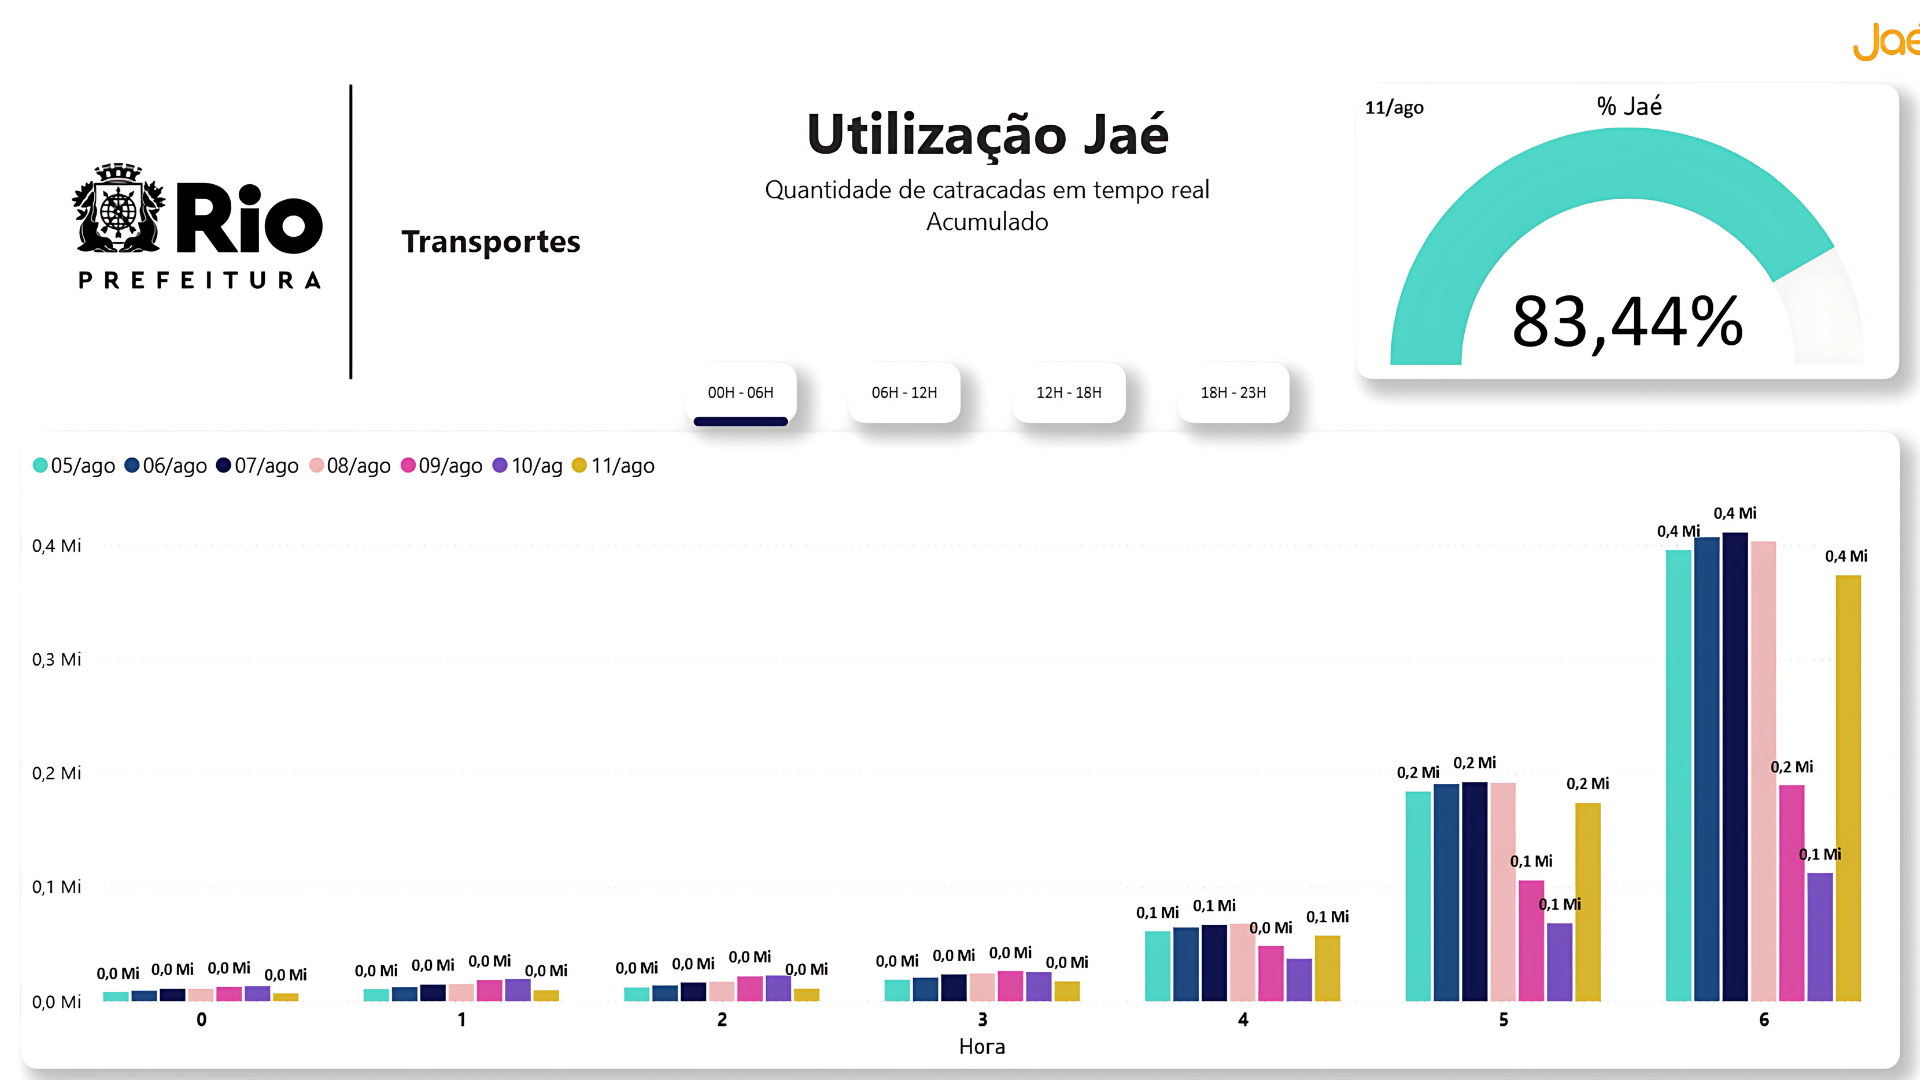 Jaé
11/ago
% Jaé
83,44%
Rio
PREFEITURA
Transportes
Utilização Jaé
Quantidade de catracadas em tempo real
Acumulado
00H - 06H
06H - 12H
12H - 18H
18H - 23H
05/ago 06/ago 07/ago 08/ago 09/ago 10/ag 11/ago
0,4 Mi
0,3 Mi
0,2 Mi
0,1 Mi
0,0 Mi
0,0 Mi 0,0 Mi 0,0 Mi 0,0 Mi
0,0 Mi 0,0 Mi 0,0 Mi 0,0 Mi
0,0 Mi 0,0 Mi 0,0 Mi 0,0 Mi
0,0 Mi 0,0 Mi 0,0 Mi 0,0 Mi
0,1 Mi 0,1 Mi 0,0 Mi 0,1 Mi
0,2 Mi 0,2 Mi 0,1 Mi 0,1 Mi 0,2 Mi
0,4 Mi 0,4 Mi 0,2 Mi 0,1 Mi 0,4 Mi
0 1 2 3 4 5 6
Hora